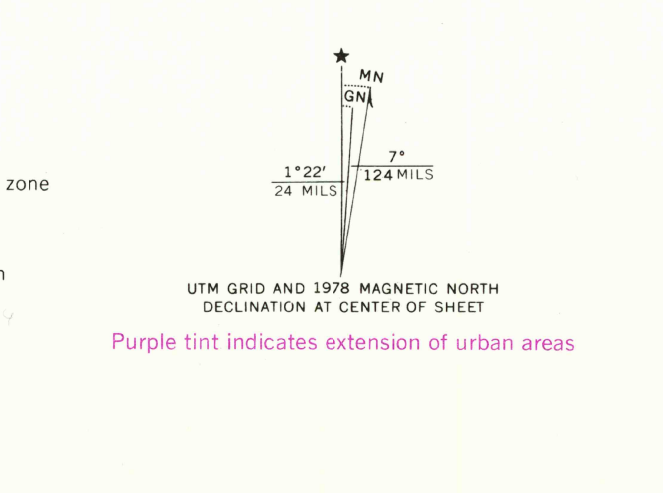 ★
MN
GN
1°22′
24 MILS
7°
124 MILS
zone
n
UTM GRID AND 1978 MAGNETIC NORTH
DECLINATION AT CENTER OF SHEET
Purple tint indicates extension of urban areas